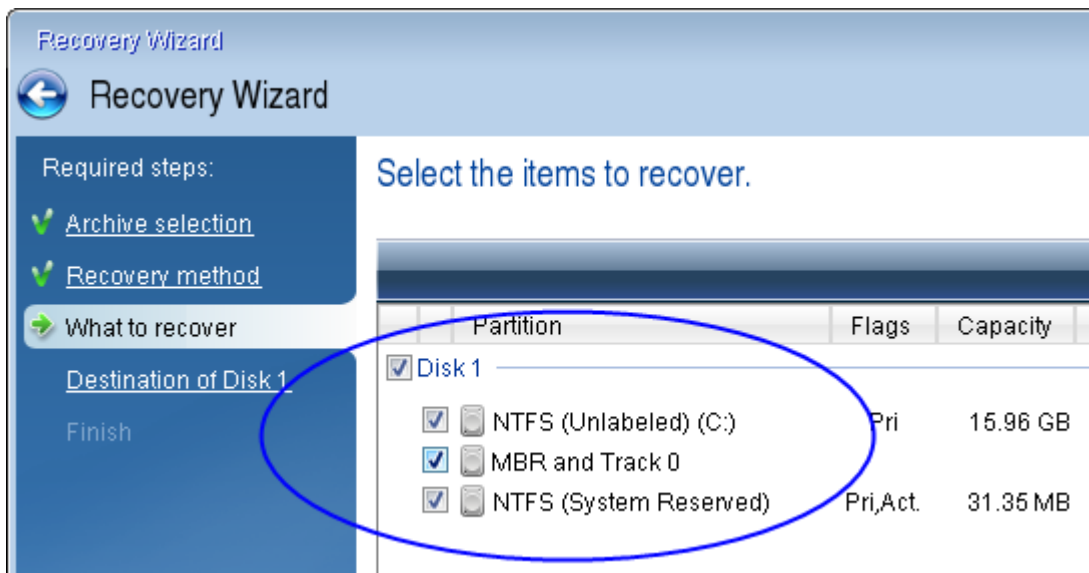 Recovery Wizard
Recovery Wizard
Required steps:
Archive selection
Recovery method
What to recover
Destination of Disk 1
Finish
Select the items to recover.
Partition Flags Capacity
Disk 1
NTFS (Unlabeled) (C:) Pri 15.96 GB
MBR and Track 0
NTFS (System Reserved) Pri,Act. 31.35 MB